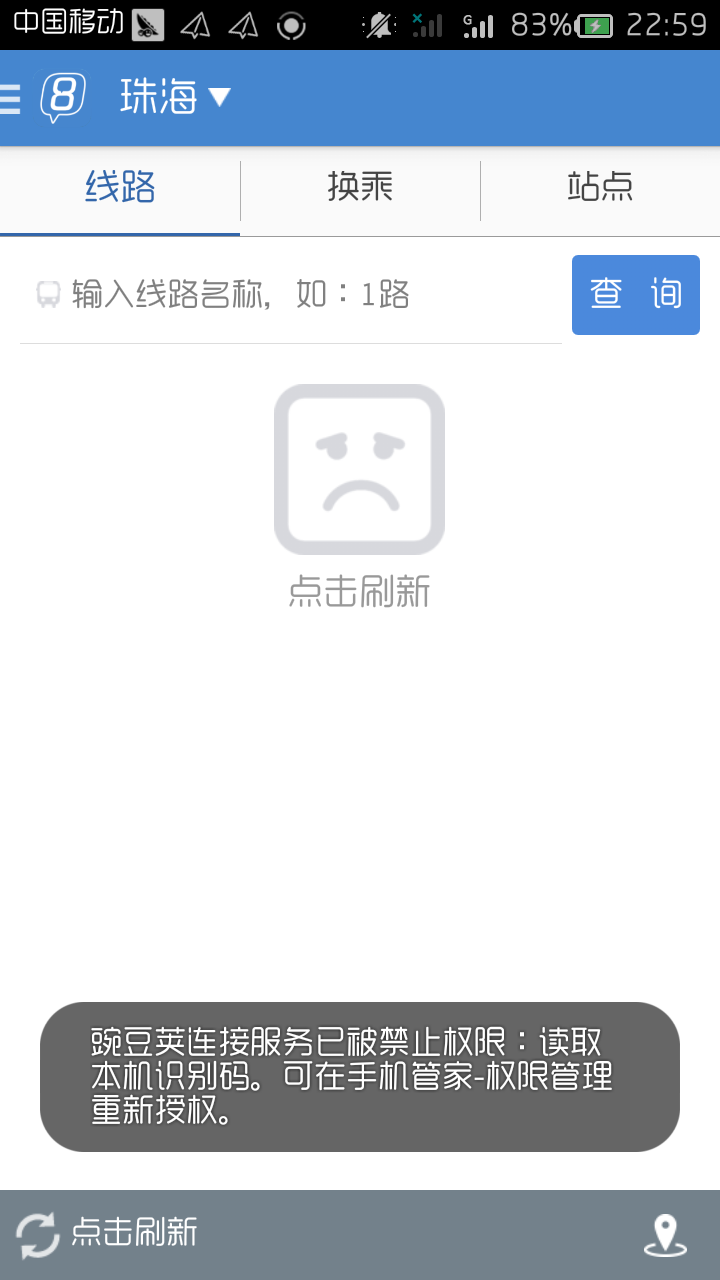 中国移动 G 83% 22:59
8 珠海
线路 换乘 站点
输入线路名称, 如：1路 查 询
点击刷新
豌豆荚连接服务已被禁止权限：读取
本机识别码。可在手机管家-权限管理
重新授权。
点击刷新